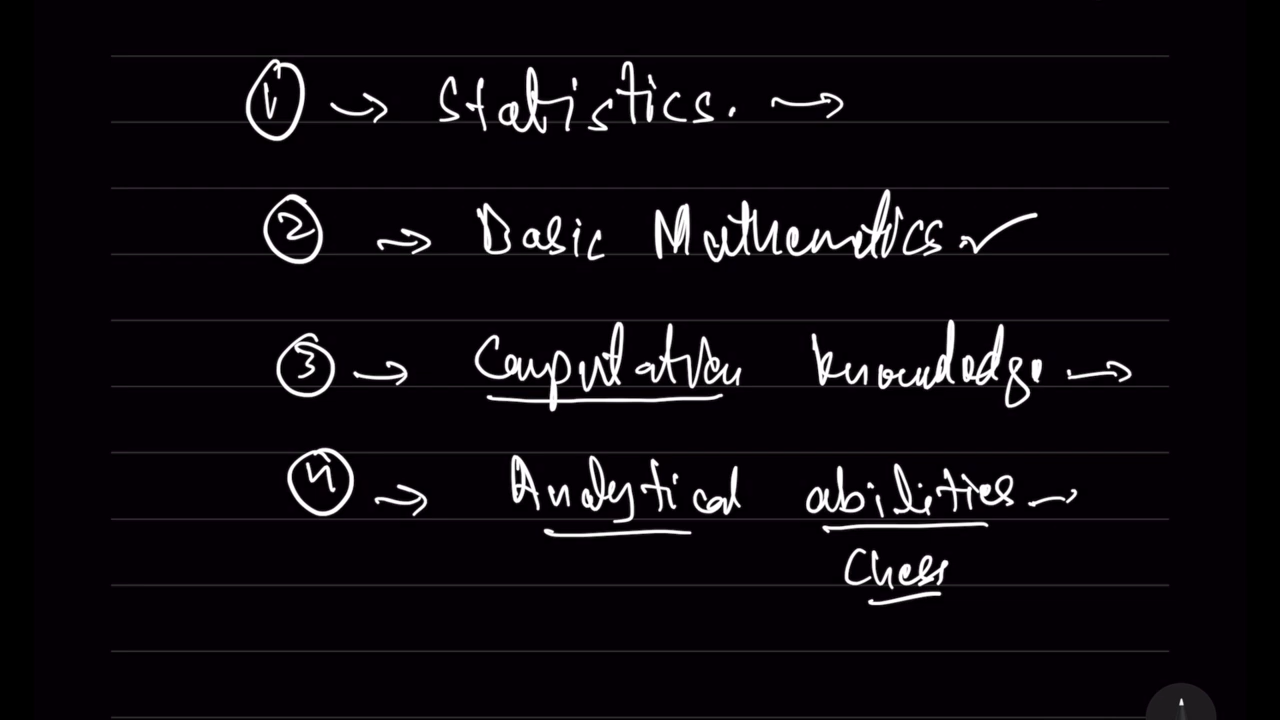 ① → Statistics. →
② → Basic Mathematics. ✓
③ → Computation knowledge →
④ → Analytical abilities →
Chess